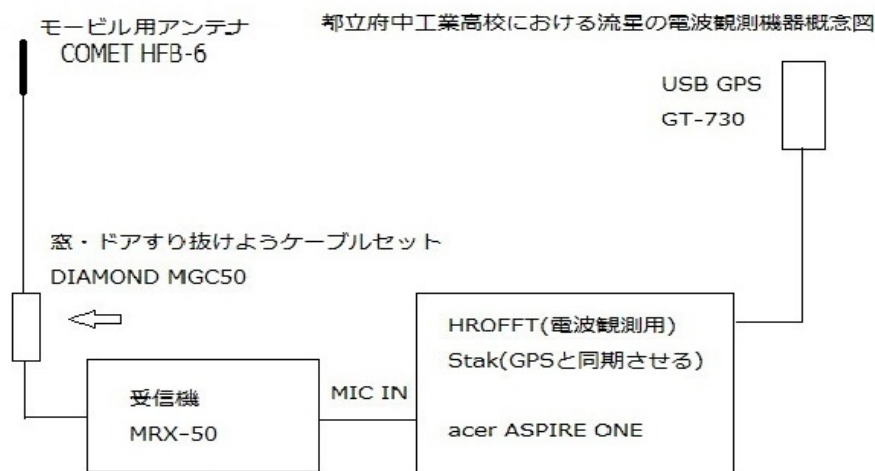 モービル用アンテナ
COMET HFB-6
都立府中工業高校における流星の電波観測機器概念図
USB GPS
GT-730
窓・ドアすり抜けようケーブルセット
DIAMOND MGC50
HROFFT(電波観測用)
Stak(GPSと同期させる)
acer ASPIRE ONE
MIC IN
受信機
MRX-50